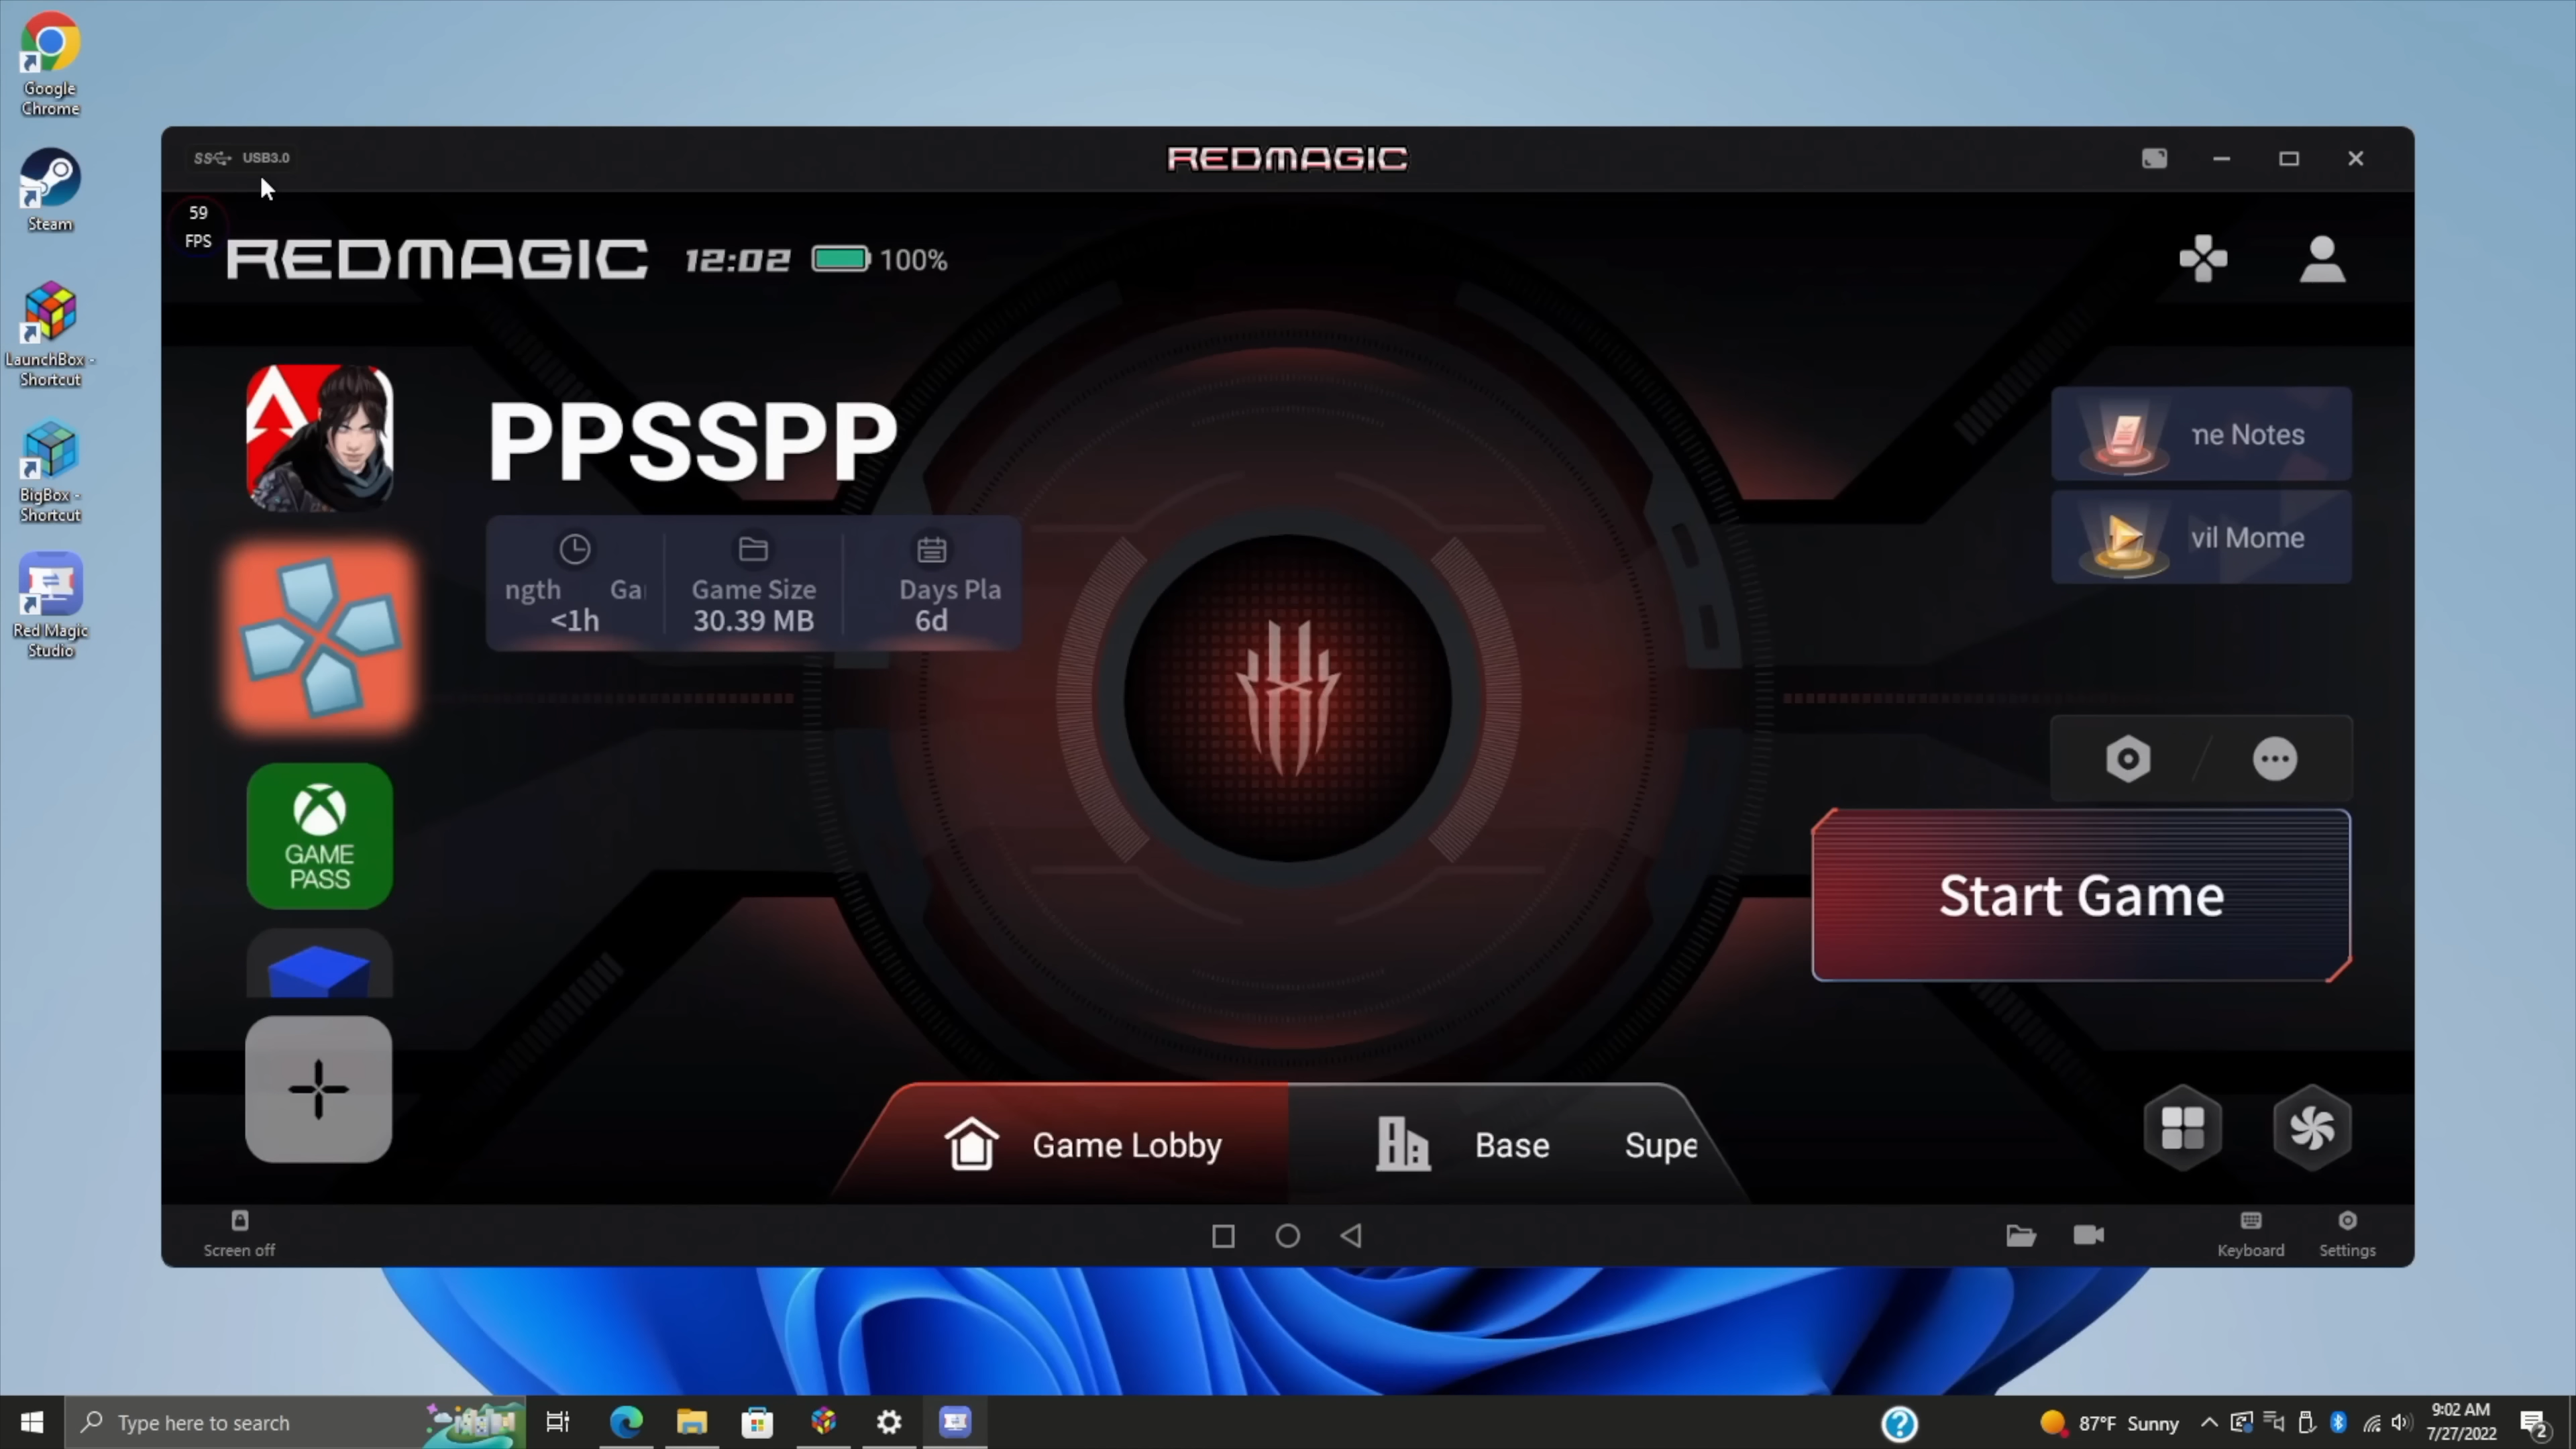 Google
Chrome
Steam
LaunchBox -
Shortcut
BigBox -
Shortcut
Red Magic
Studio
SS USB3.0
REDMAGIC
59
FPS
REDMAGIC 12:02 100%
PPSSPP
ngth Ga
<1h
Game Size
30.39 MB
Days Pla
6d
me Notes
vil Mome
GAME
PASS
Start Game
Game Lobby
Base
Supe
Screen off
Keyboard
Settings
Type here to search
87°F Sunny
9:02 AM
7/27/2022
2